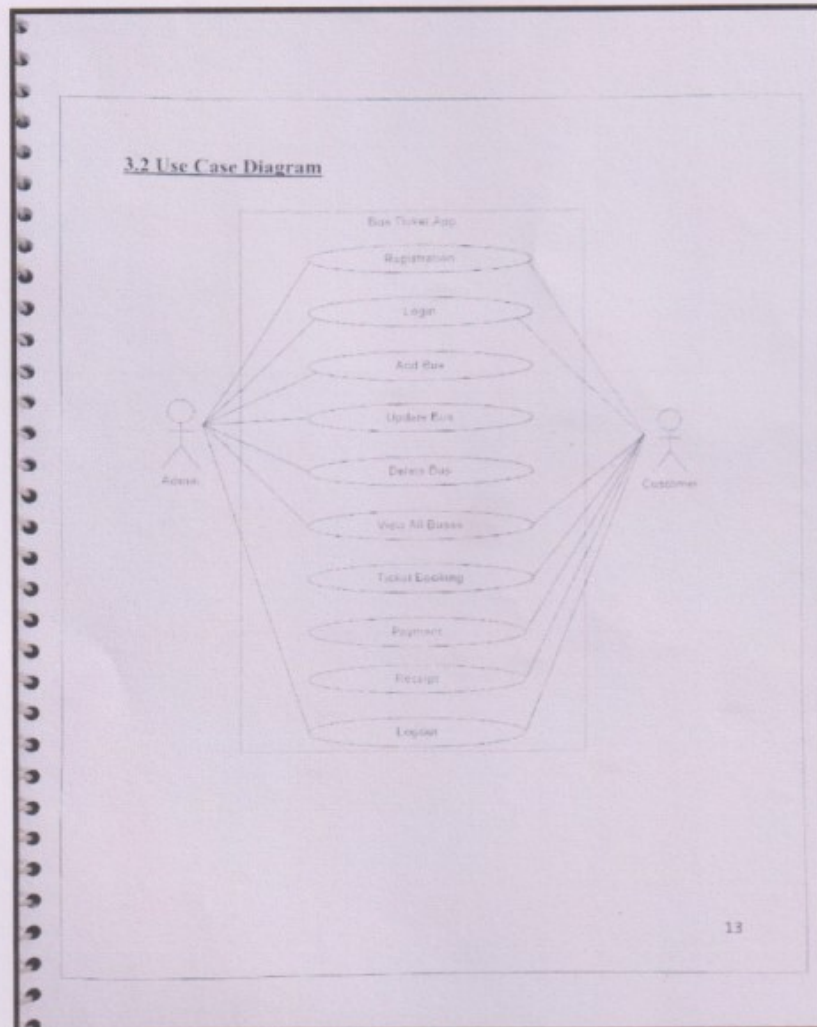 3.2 Use Case Diagram
Bus Ticket App
Registration
Login
Add Bus
Update Bus
Delete Bus
View All Buses
Ticket Booking
Payment
Receipt
Logout
Admin
Customer
13